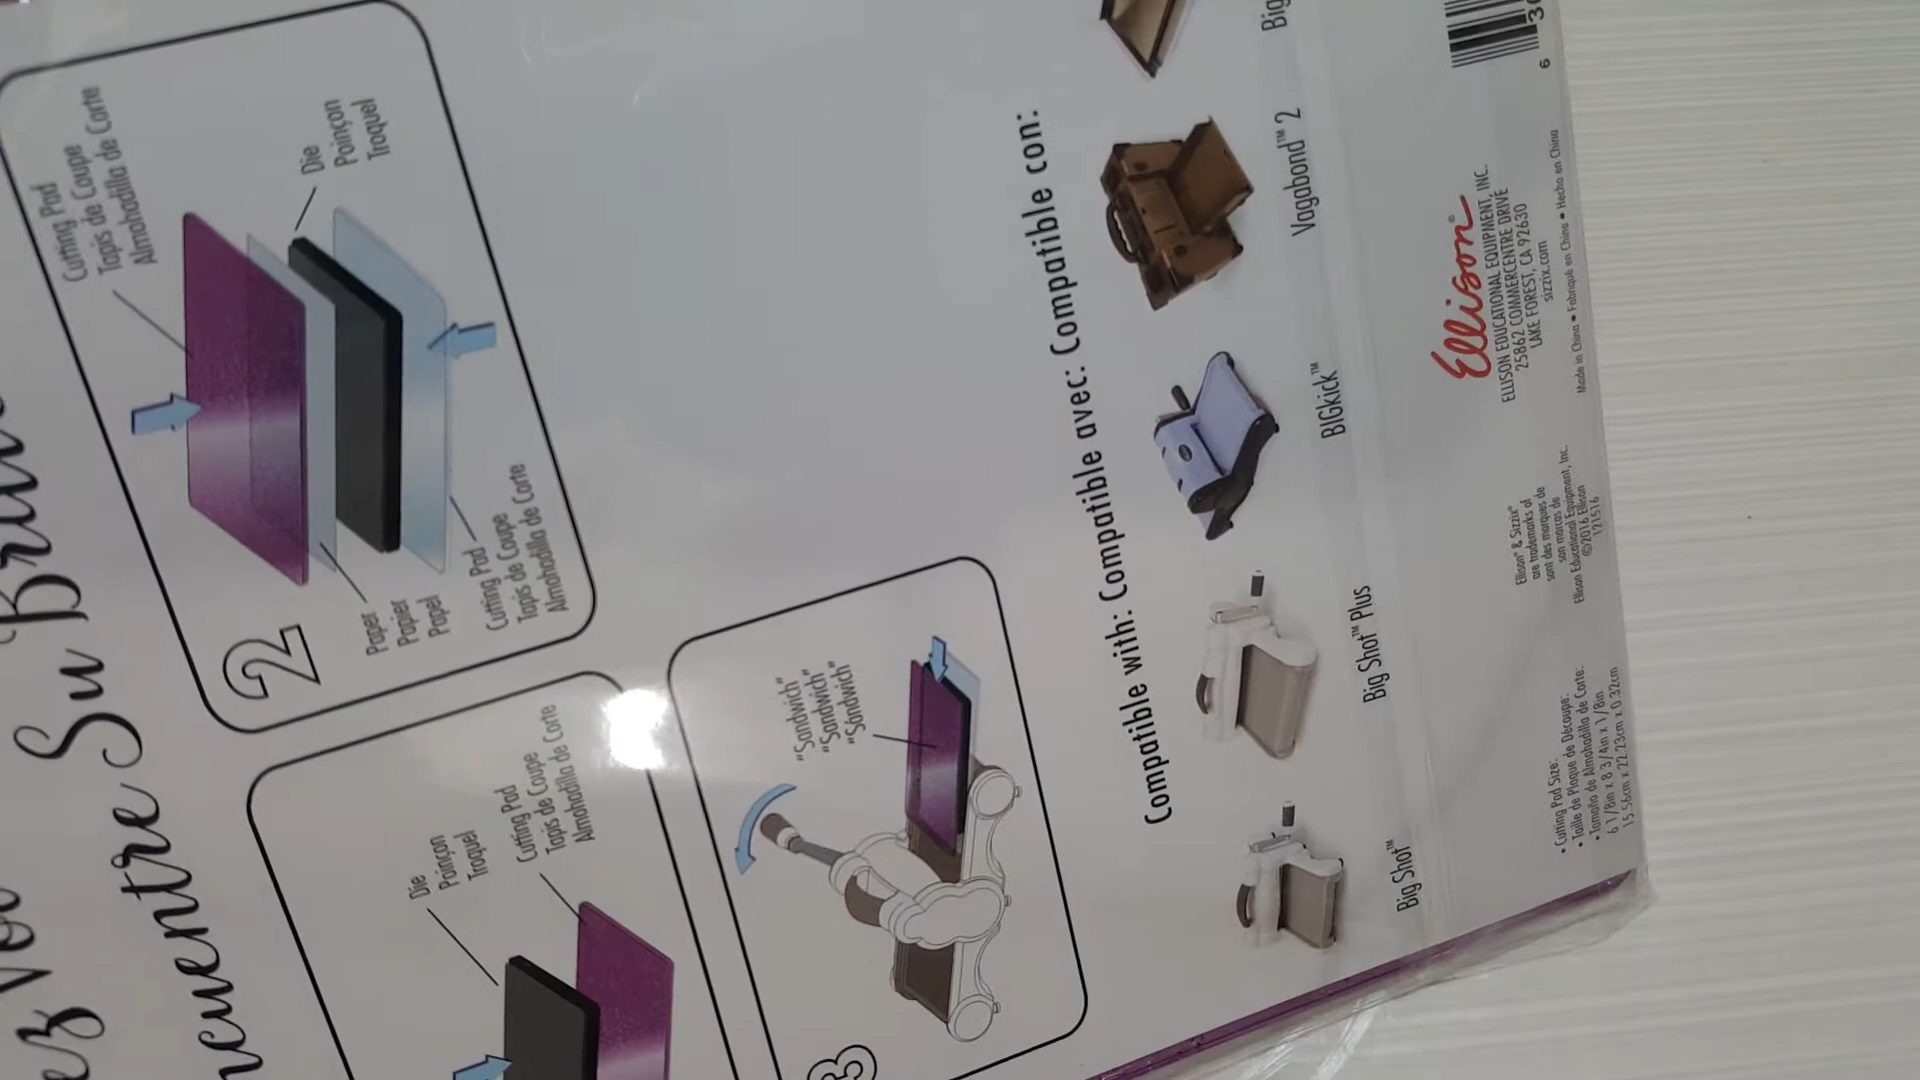 Su
2
Cutting Pad
Tapis de Coupe
Almohadilla de Corte
Die
Poinçon
Troquel
Paper
Papier
Papel
Cutting Pad
Tapis de Coupe
Almohadilla de Corte
Die
Poinçon
Troquel
Cutting Pad
Tapis de Coupe
Almohadilla de Corte
3
"Sandwich"
"Sandwich"
"Sándwich"
Compatible with: Compatible avec: Compatible con:
Big Shot™
Big Shot™ Plus
BIGkick™
Vagabond™ 2
Big
• Cutting Pad Size:
• Taille de Plaque de Découpe:
• Tamaño de Almohadilla de Corte:
6 1/8in x 8 3/4in x 1/8in
15.56cm x 22.23cm x 0.32cm
Ellison® & Sizzix®
are trademarks of
sont des marques de
son marcas de
Ellison Educational Equipment, Inc.
©2016 Ellison
121516
Ellison®
ELLISON EDUCATIONAL EQUIPMENT, INC.
25862 COMMERCENTRE DRIVE
LAKE FOREST, CA 92630
sizzix.com
Made in China • Fabriqué en Chine • Hecho en China
6